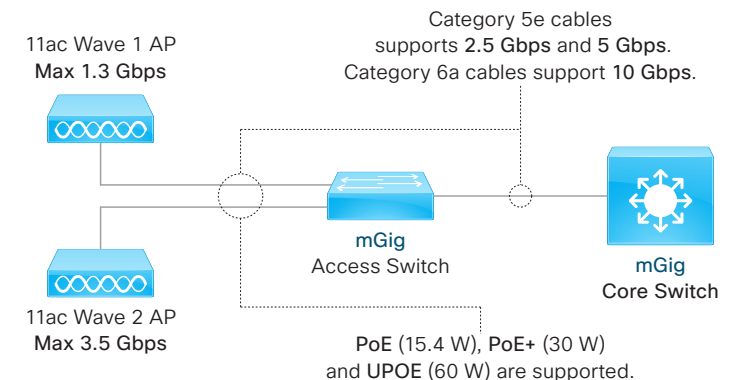 Category 5e cables
supports 2.5 Gbps and 5 Gbps.
Category 6a cables support 10 Gbps.
11ac Wave 1 AP
Max 1.3 Gbps
mGig
Access Switch
mGig
Core Switch
11ac Wave 2 AP
Max 3.5 Gbps
PoE (15.4 W), PoE+ (30 W)
and UPOE (60 W) are supported.